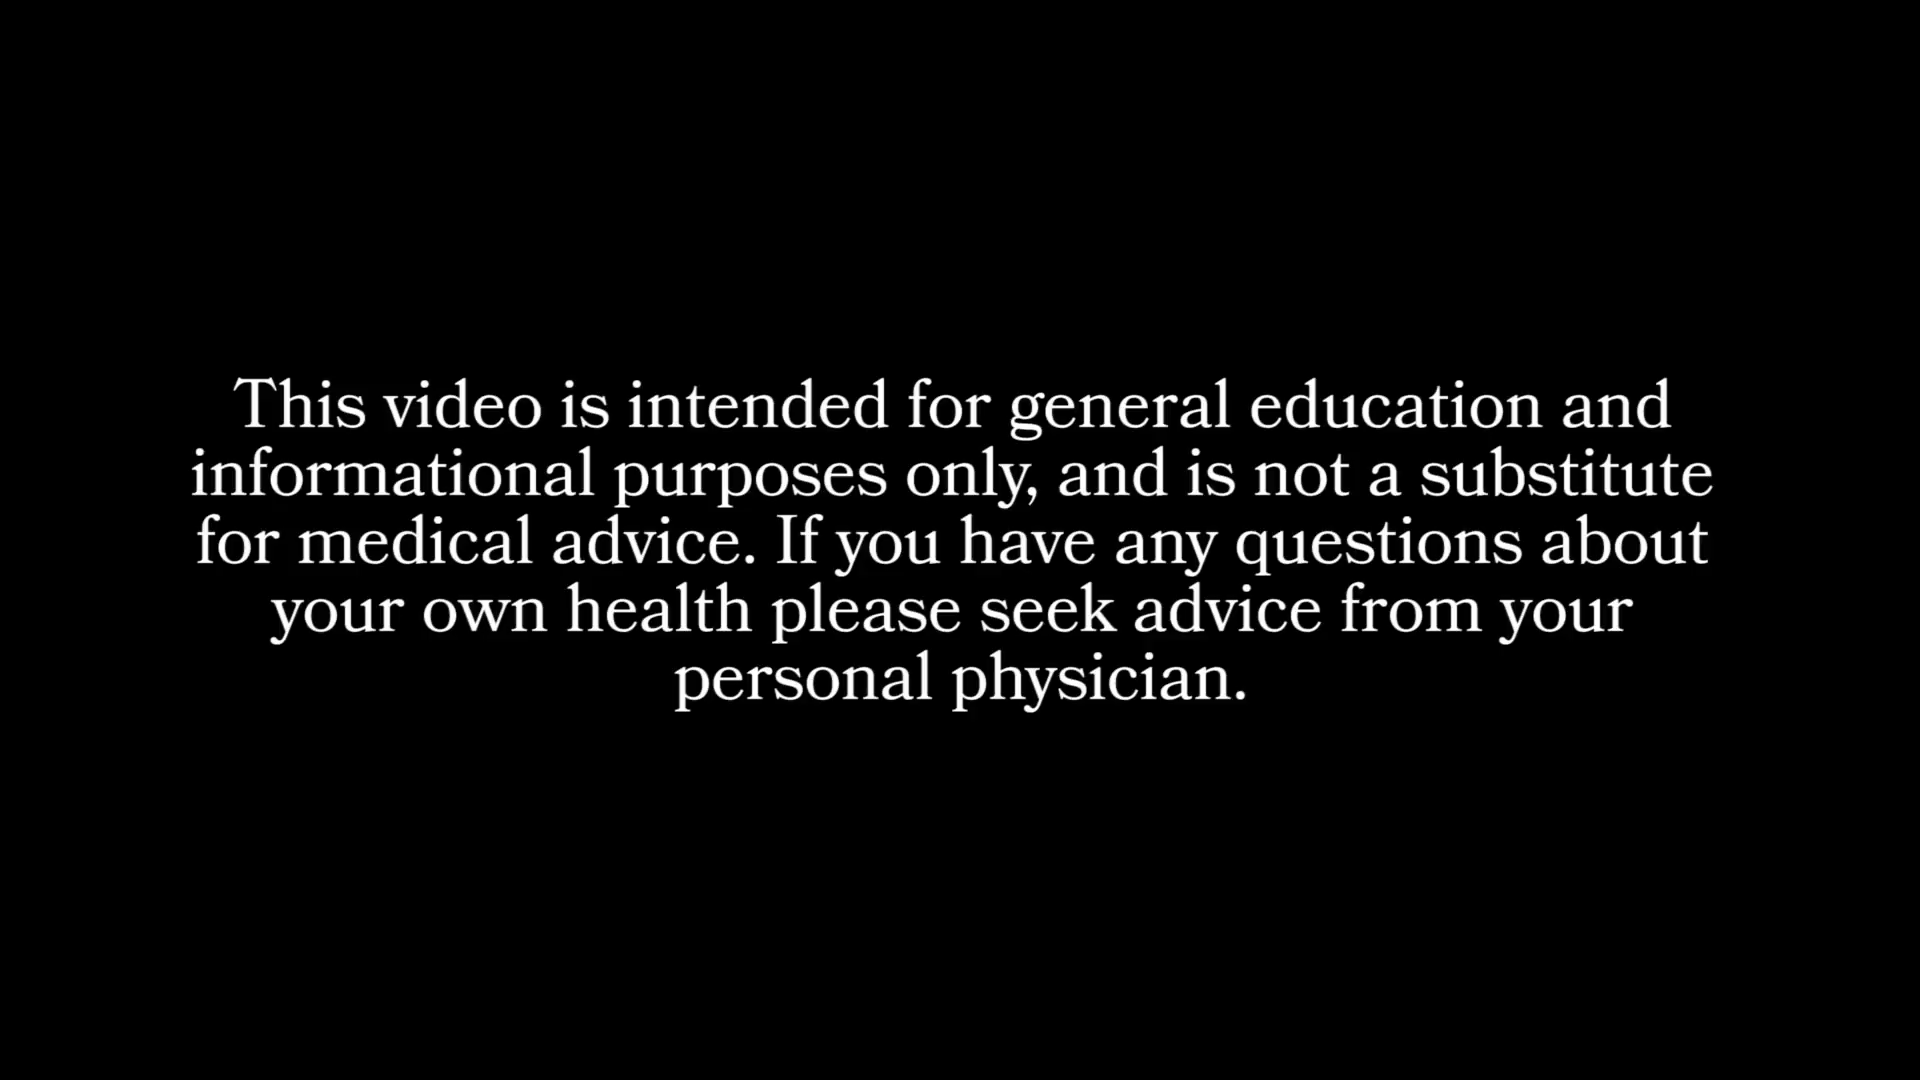 This video is intended for general education and
informational purposes only, and is not a substitute
for medical advice. If you have any questions about
your own health please seek advice from your
personal physician.